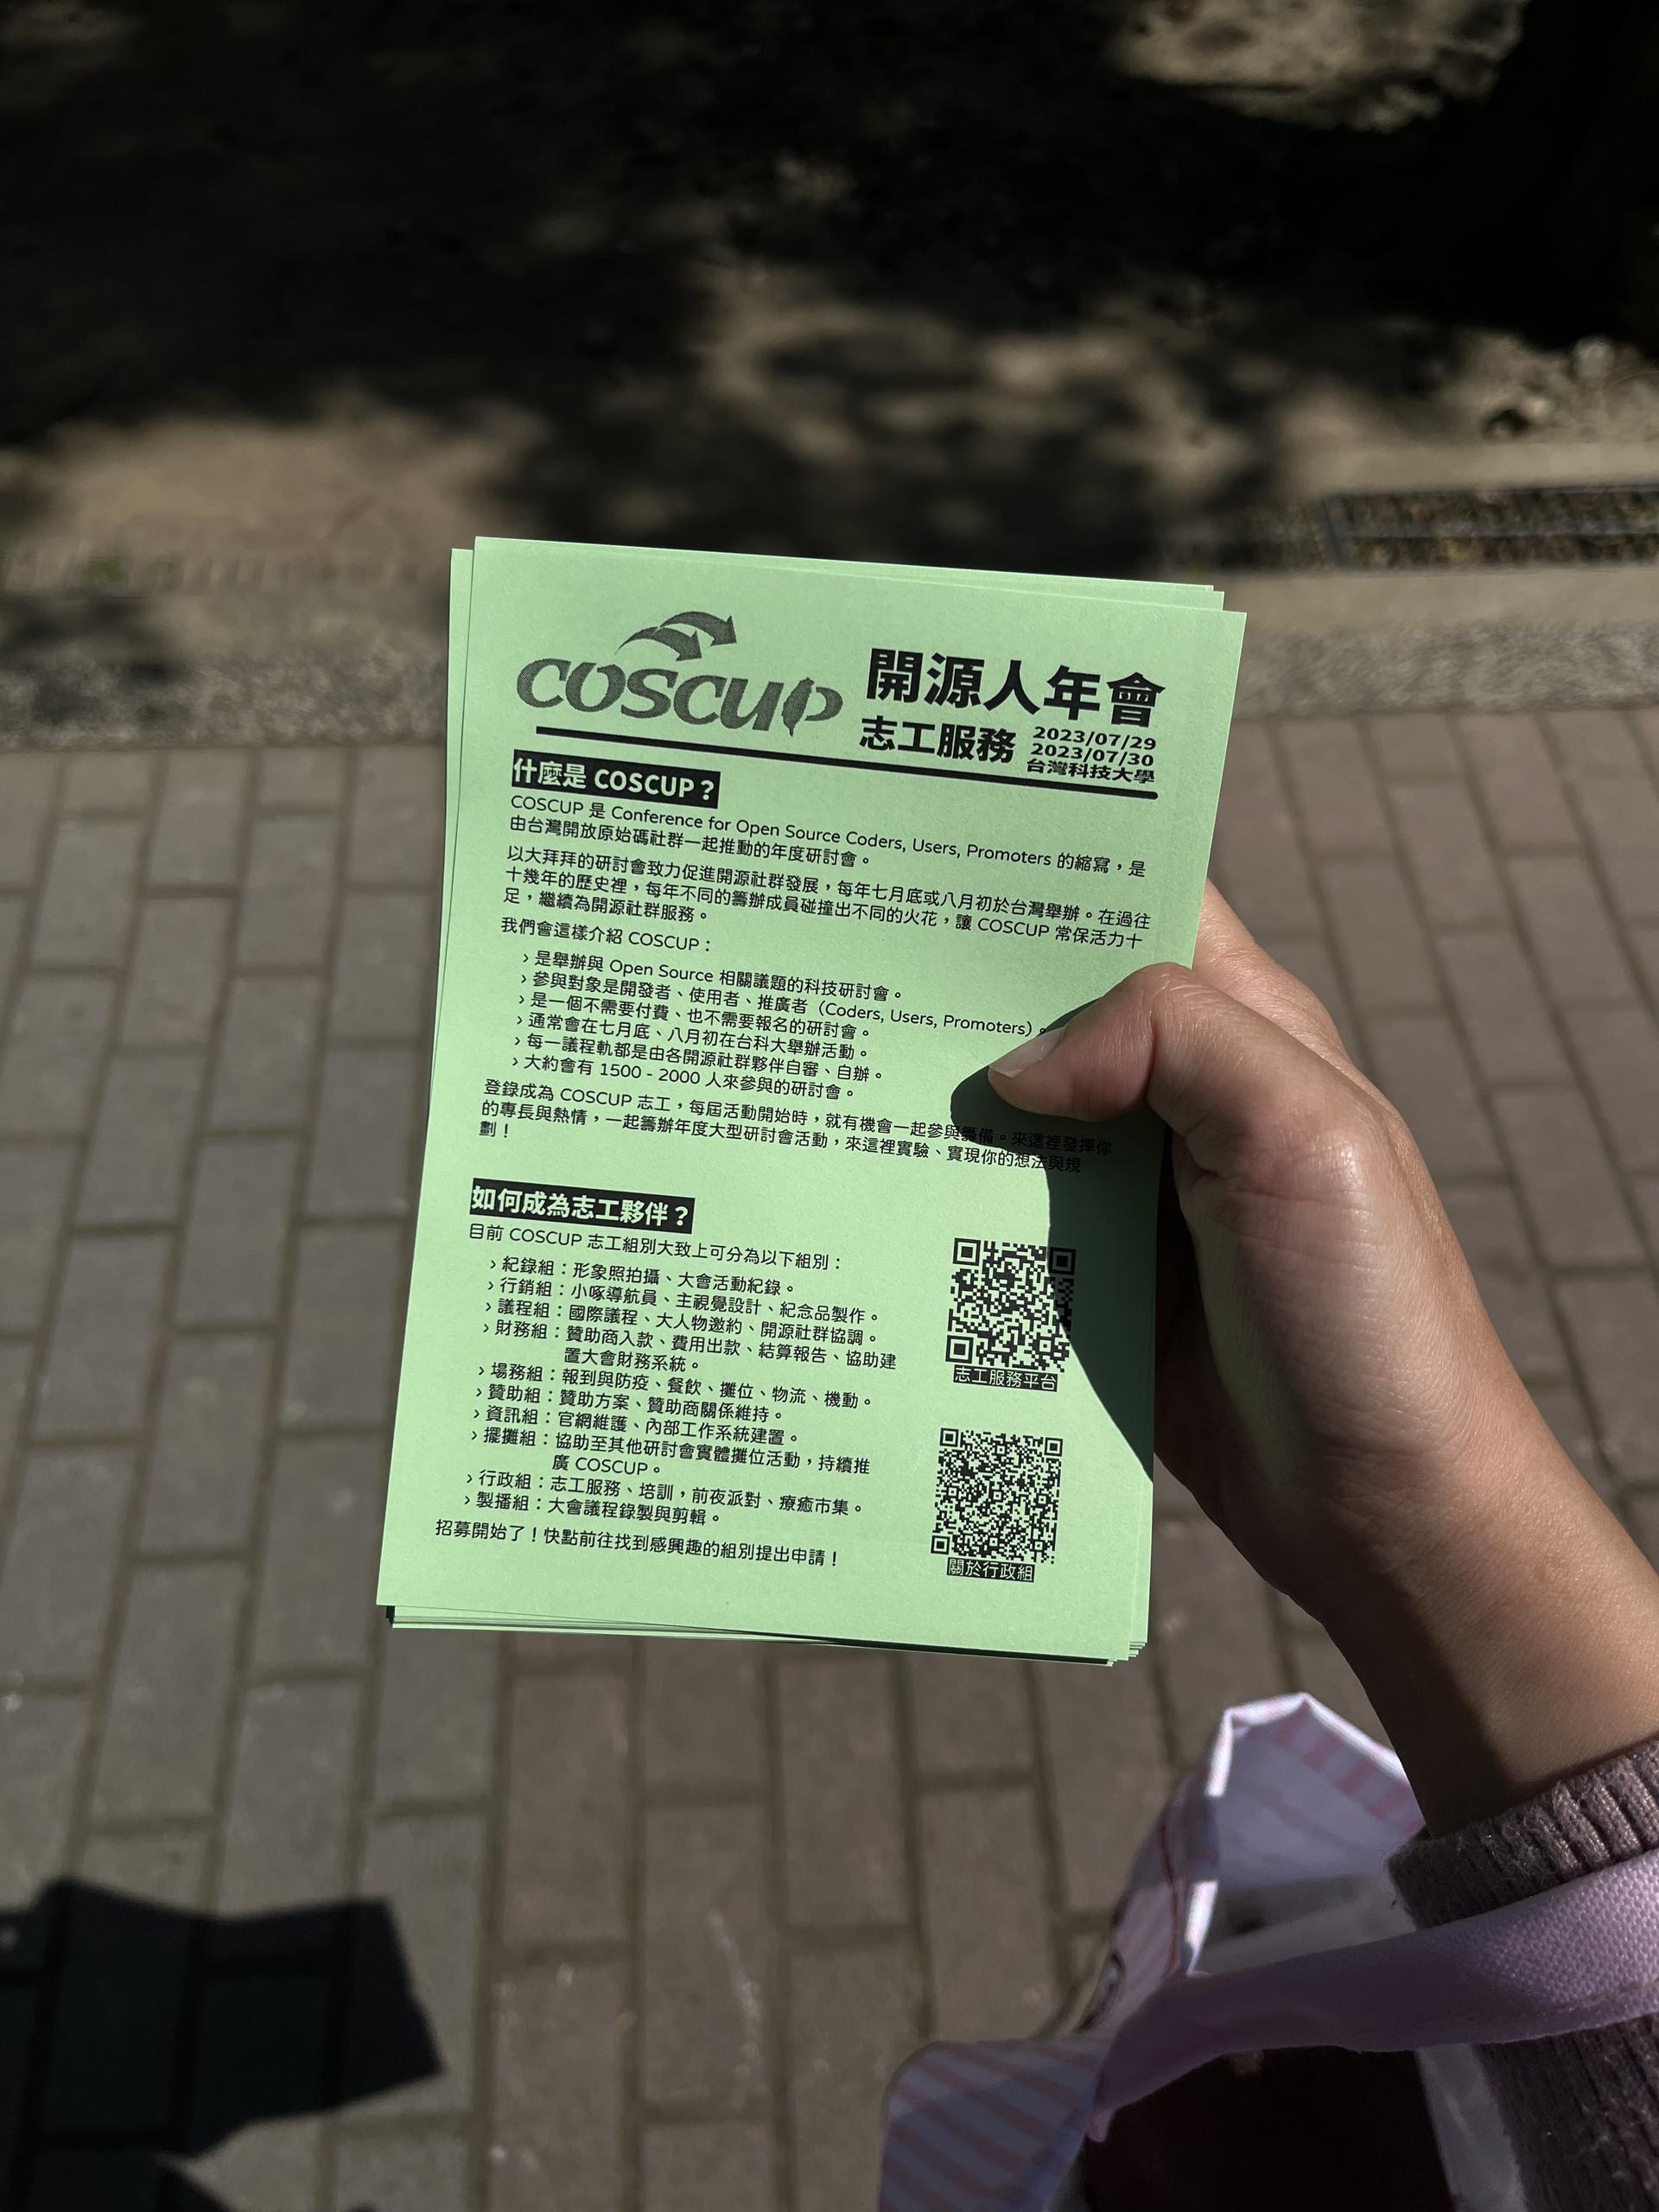 COSCUP
開源人年會
志工服務
2023/07/29
2023/07/30
台灣科技大學
什麼是 COSCUP？
COSCUP 是 Conference for Open Source Coders, Users, Promoters 的縮寫，是
由台灣開放原始碼社群一起推動的年度研討會。
以大拜拜的研討會致力促進開源社群發展，每年七月底或八月初於台灣舉辦。在過往
十幾年的歷史裡，每年不同的籌辦成員碰撞出不同的火花，讓 COSCUP 常保活力十
足，繼續為開源社群服務。
我們會這樣介紹 COSCUP：
› 是舉辦與 Open Source 相關議題的科技研討會。
› 參與對象是開發者、使用者、推廣者（Coders, Users, Promoters）。
› 是一個不需要付費、也不需要報名的研討會。
› 通常會在七月底、八月初在台科大舉辦活動。
› 每一議程軌都是由各開源社群夥伴自審、自辦。
› 大約會有 1500 - 2000 人來參與的研討會。
登錄成為 COSCUP 志工，每屆活動開始時，就有機會一起參與籌備。來這裡發揮你
的專長與熱情，一起籌辦年度大型研討會活動，來這裡實驗、實現你的想法與規
劃！
如何成為志工夥伴？
目前 COSCUP 志工組別大致上可分為以下組別：
› 紀錄組：形象照拍攝、大會活動紀錄。
› 行銷組：小啄導航員、主視覺設計、紀念品製作。
› 議程組：國際議程、大人物邀約、開源社群協調。
› 財務組：贊助商入款、費用出款、結算報告、協助建
置大會財務系統。
› 場務組：報到與防疫、餐飲、攤位、物流、機動。
› 贊助組：贊助方案、贊助商關係維持。
› 資訊組：官網維護、內部工作系統建置。
› 擺攤組：協助至其他研討會實體攤位活動，持續推
廣 COSCUP。
› 行政組：志工服務、培訓，前夜派對、療癒市集。
› 製播組：大會議程錄製與剪輯。
招募開始了！快點前往找到感興趣的組別提出申請！
志工服務平台
關於行政組